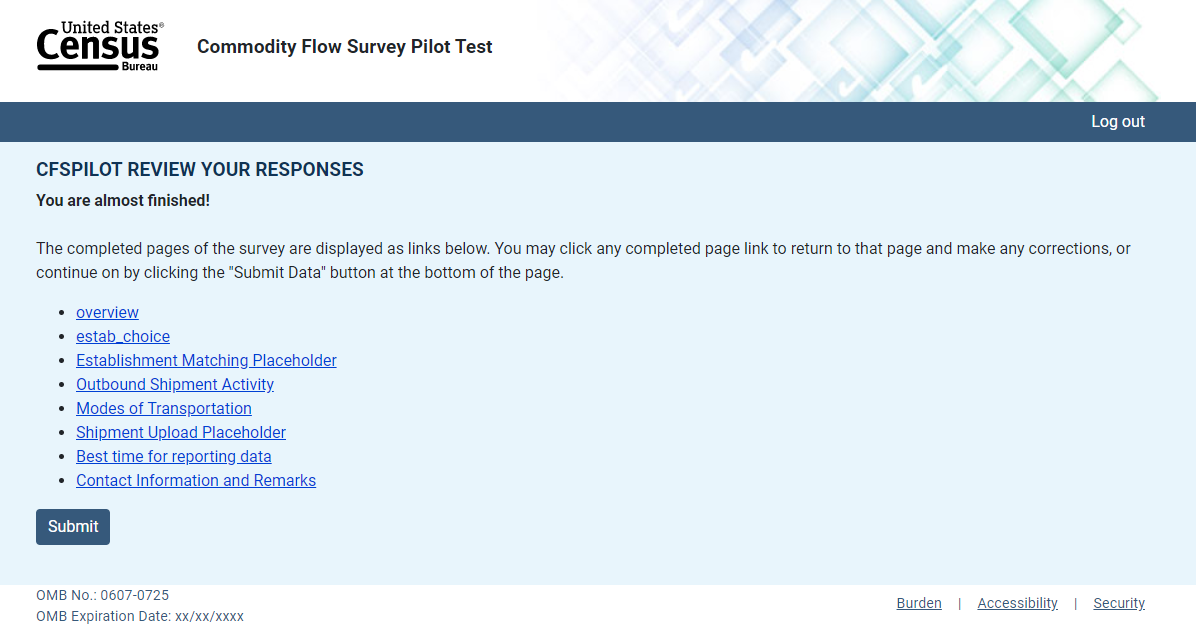 United States®
Census
Bureau
Commodity Flow Survey Pilot Test
Log out
CFSPILOT REVIEW YOUR RESPONSES
You are almost finished!
The completed pages of the survey are displayed as links below. You may click any completed page link to return to that page and make any corrections, or
continue on by clicking the "Submit Data" button at the bottom of the page.
• overview
• estab_choice
• Establishment Matching Placeholder
• Outbound Shipment Activity
• Modes of Transportation
• Shipment Upload Placeholder
• Best time for reporting data
• Contact Information and Remarks
Submit
OMB No.: 0607-0725
OMB Expiration Date: xx/xx/xxxx
Burden | Accessibility | Security